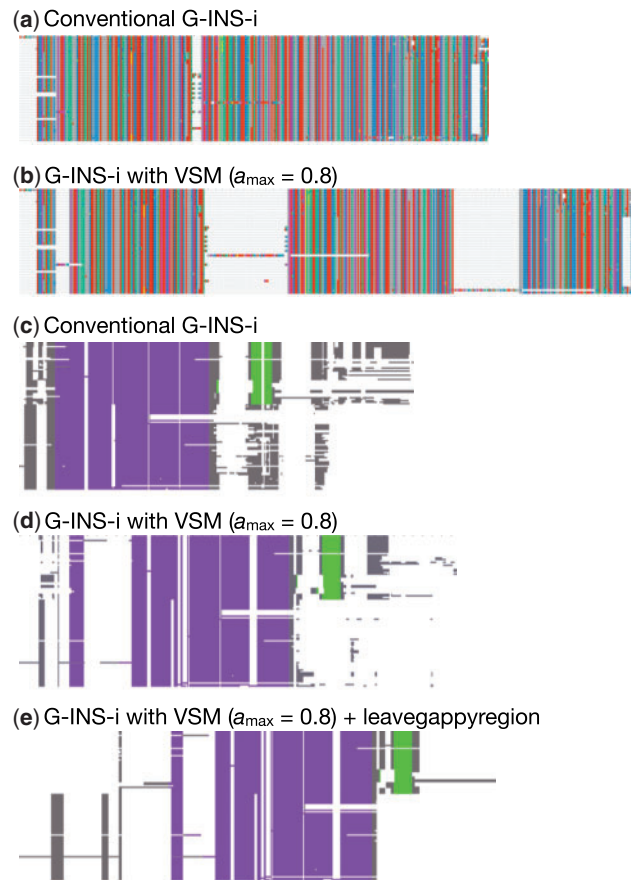 (a) Conventional G-INS-i
(b) G-INS-i with VSM (amax = 0.8)
(c) Conventional G-INS-i
(d) G-INS-i with VSM (amax = 0.8)
(e) G-INS-i with VSM (amax = 0.8) + leavegappyregion